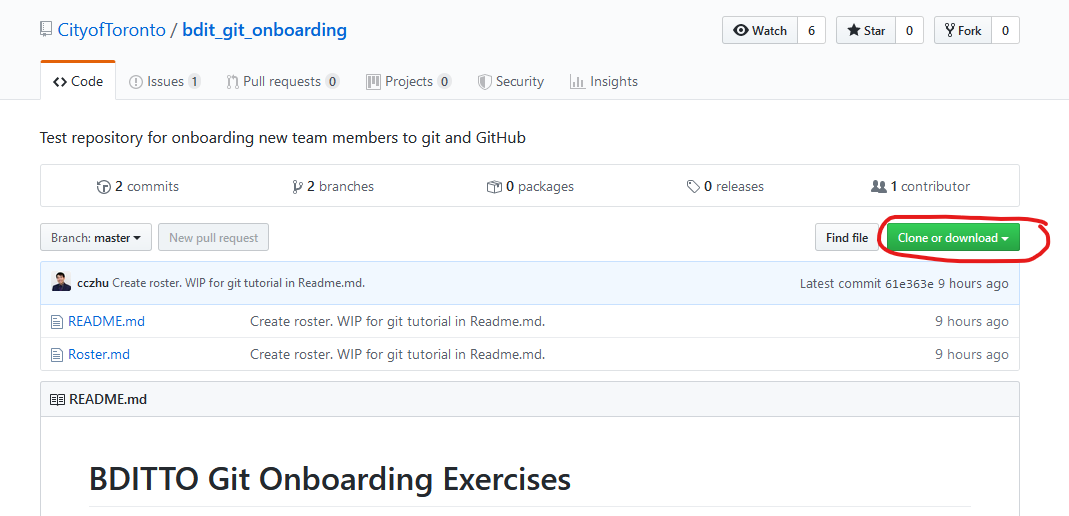 CityofToronto / bdit_git_onboarding
Watch 6 Star 0 Fork 0
Code Issues 1 Pull requests 0 Projects 0 Security Insights
Test repository for onboarding new team members to git and GitHub
2 commits 2 branches 0 packages 0 releases 1 contributor
Branch: master New pull request Find file Clone or download
cczhu Create roster. WIP for git tutorial in Readme.md. Latest commit 61e363e 9 hours ago
README.md Create roster. WIP for git tutorial in Readme.md. 9 hours ago
Roster.md Create roster. WIP for git tutorial in Readme.md. 9 hours ago
README.md
BDITTO Git Onboarding Exercises